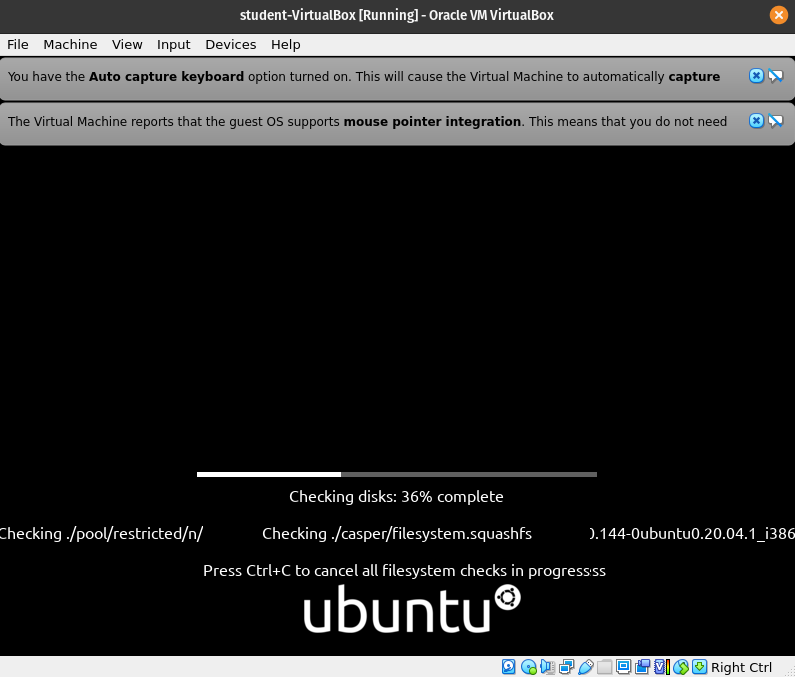 student-VirtualBox [Running] - Oracle VM VirtualBox
File Machine View Input Devices Help
You have the Auto capture keyboard option turned on. This will cause the Virtual Machine to automatically capture
The Virtual Machine reports that the guest OS supports mouse pointer integration. This means that you do not need
Checking disks: 36% complete
Checking ./pool/restricted/n/ Checking ./casper/filesystem.squashfs 0.144-0ubuntu0.20.04.1_i386
Press Ctrl+C to cancel all filesystem checks in progress
ubuntu
Right Ctrl